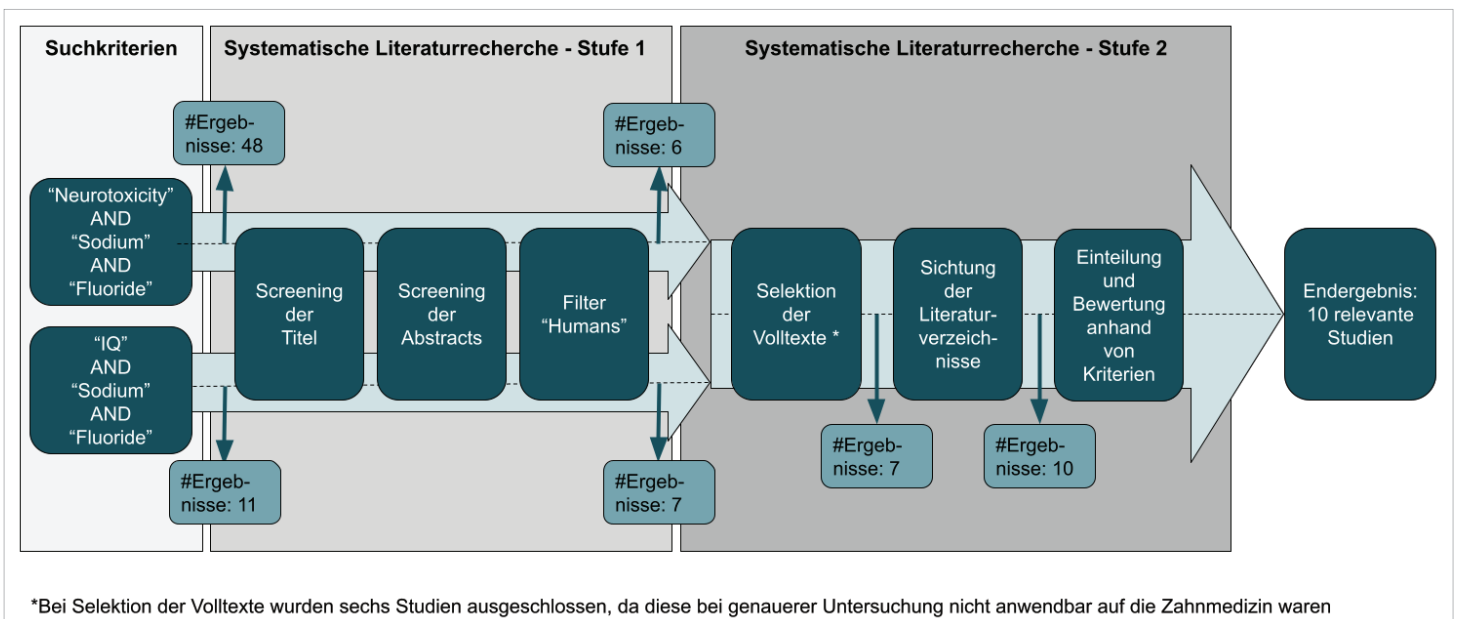 Suchkriterien
Systematische Literaturrecherche - Stufe 1
Systematische Literaturrecherche - Stufe 2
#Ergeb-
nisse: 48
#Ergeb-
nisse: 6
“Neurotoxicity”
AND
“Sodium”
AND
“Fluoride”
“IQ”
AND
“Sodium”
AND
“Fluoride”
Screening
der
Titel
Screening
der
Abstracts
Filter
“Humans”
Selektion
der
Volltexte *
Sichtung
der
Literatur-
verzeich-
nisse
Einteilung
und
Bewertung
anhand
von
Kriterien
Endergebnis:
10 relevante
Studien
#Ergeb-
nisse: 11
#Ergeb-
nisse: 7
#Ergeb-
nisse: 7
#Ergeb-
nisse: 10
*Bei Selektion der Volltexte wurden sechs Studien ausgeschlossen, da diese bei genauerer Untersuchung nicht anwendbar auf die Zahnmedizin waren